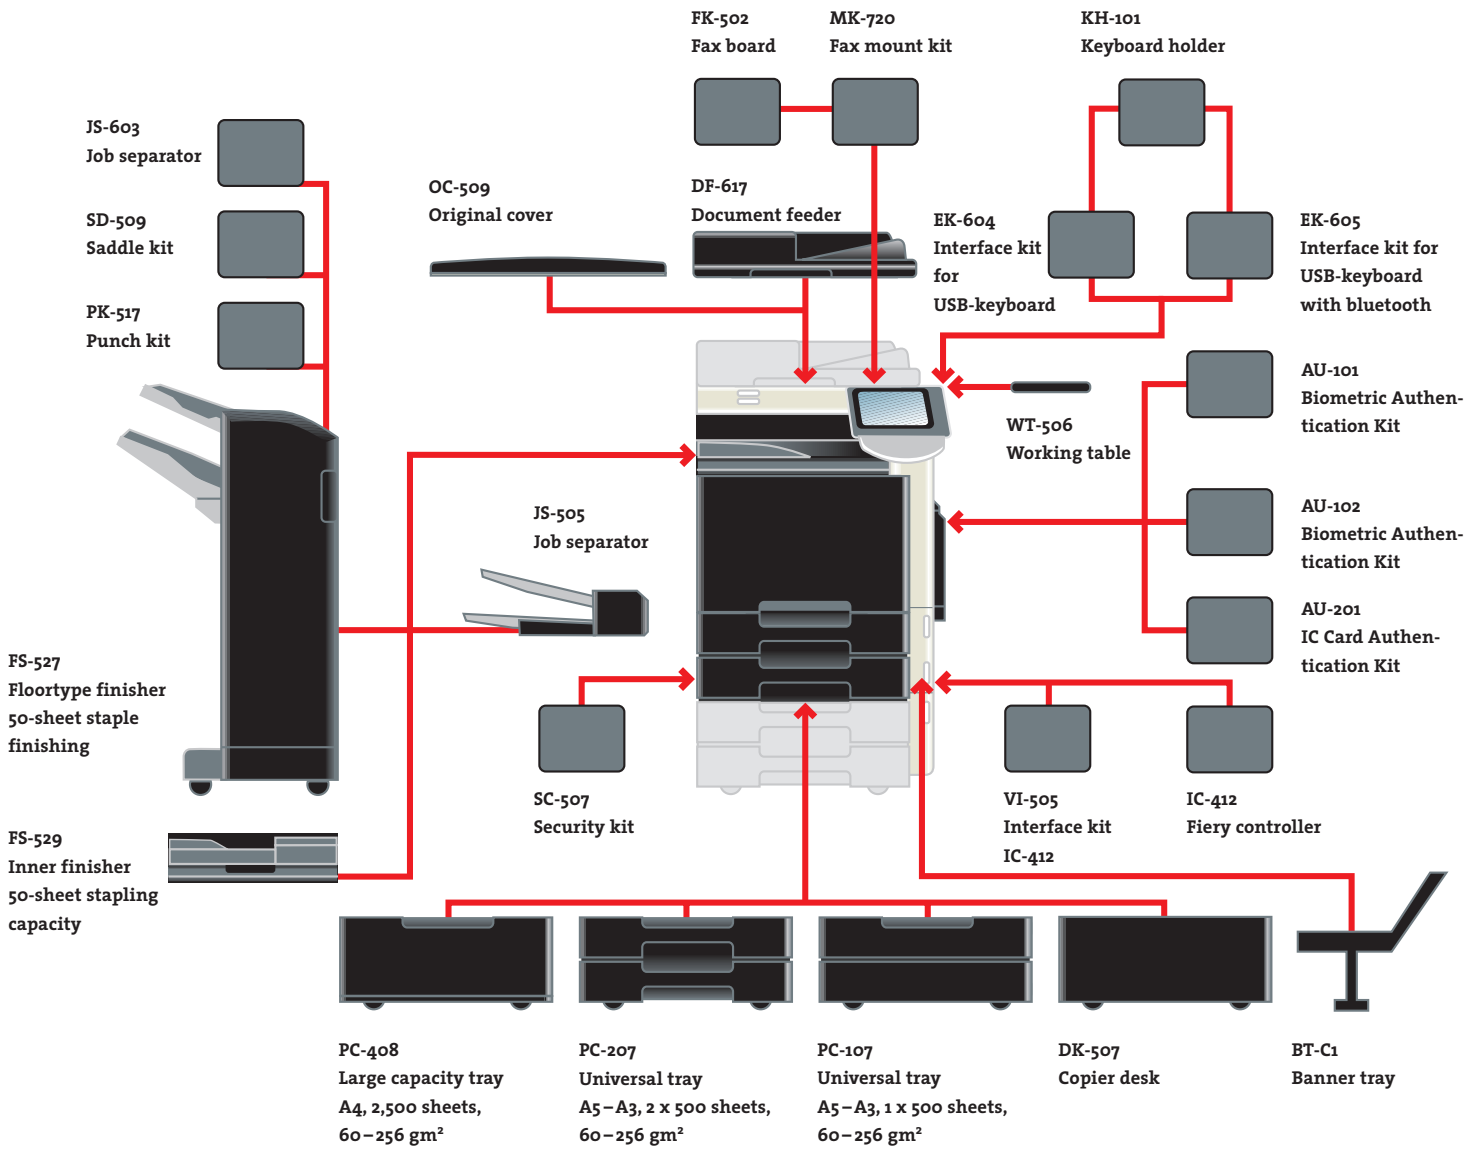 FK-502
Fax board
MK-720
Fax mount kit
KH-101
Keyboard holder
JS-603
Job separator
SD-509
Saddle kit
PK-517
Punch kit
OC-509
Original cover
DF-617
Document feeder
EK-604
Interface kit
for
USB-keyboard
EK-605
Interface kit for
USB-keyboard
with bluetooth
AU-101
Biometric Authen-
tication Kit
WT-506
Working table
AU-102
Biometric Authen-
tication Kit
JS-505
Job separator
AU-201
IC Card Authen-
tication Kit
FS-527
Floortype finisher
50-sheet staple
finishing
SC-507
Security kit
VI-505
Interface kit
IC-412
IC-412
Fiery controller
FS-529
Inner finisher
50-sheet stapling
capacity
PC-408
Large capacity tray
A4, 2,500 sheets,
60–256 gm²
PC-207
Universal tray
A5–A3, 2 x 500 sheets,
60–256 gm²
PC-107
Universal tray
A5–A3, 1 x 500 sheets,
60–256 gm²
DK-507
Copier desk
BT-C1
Banner tray